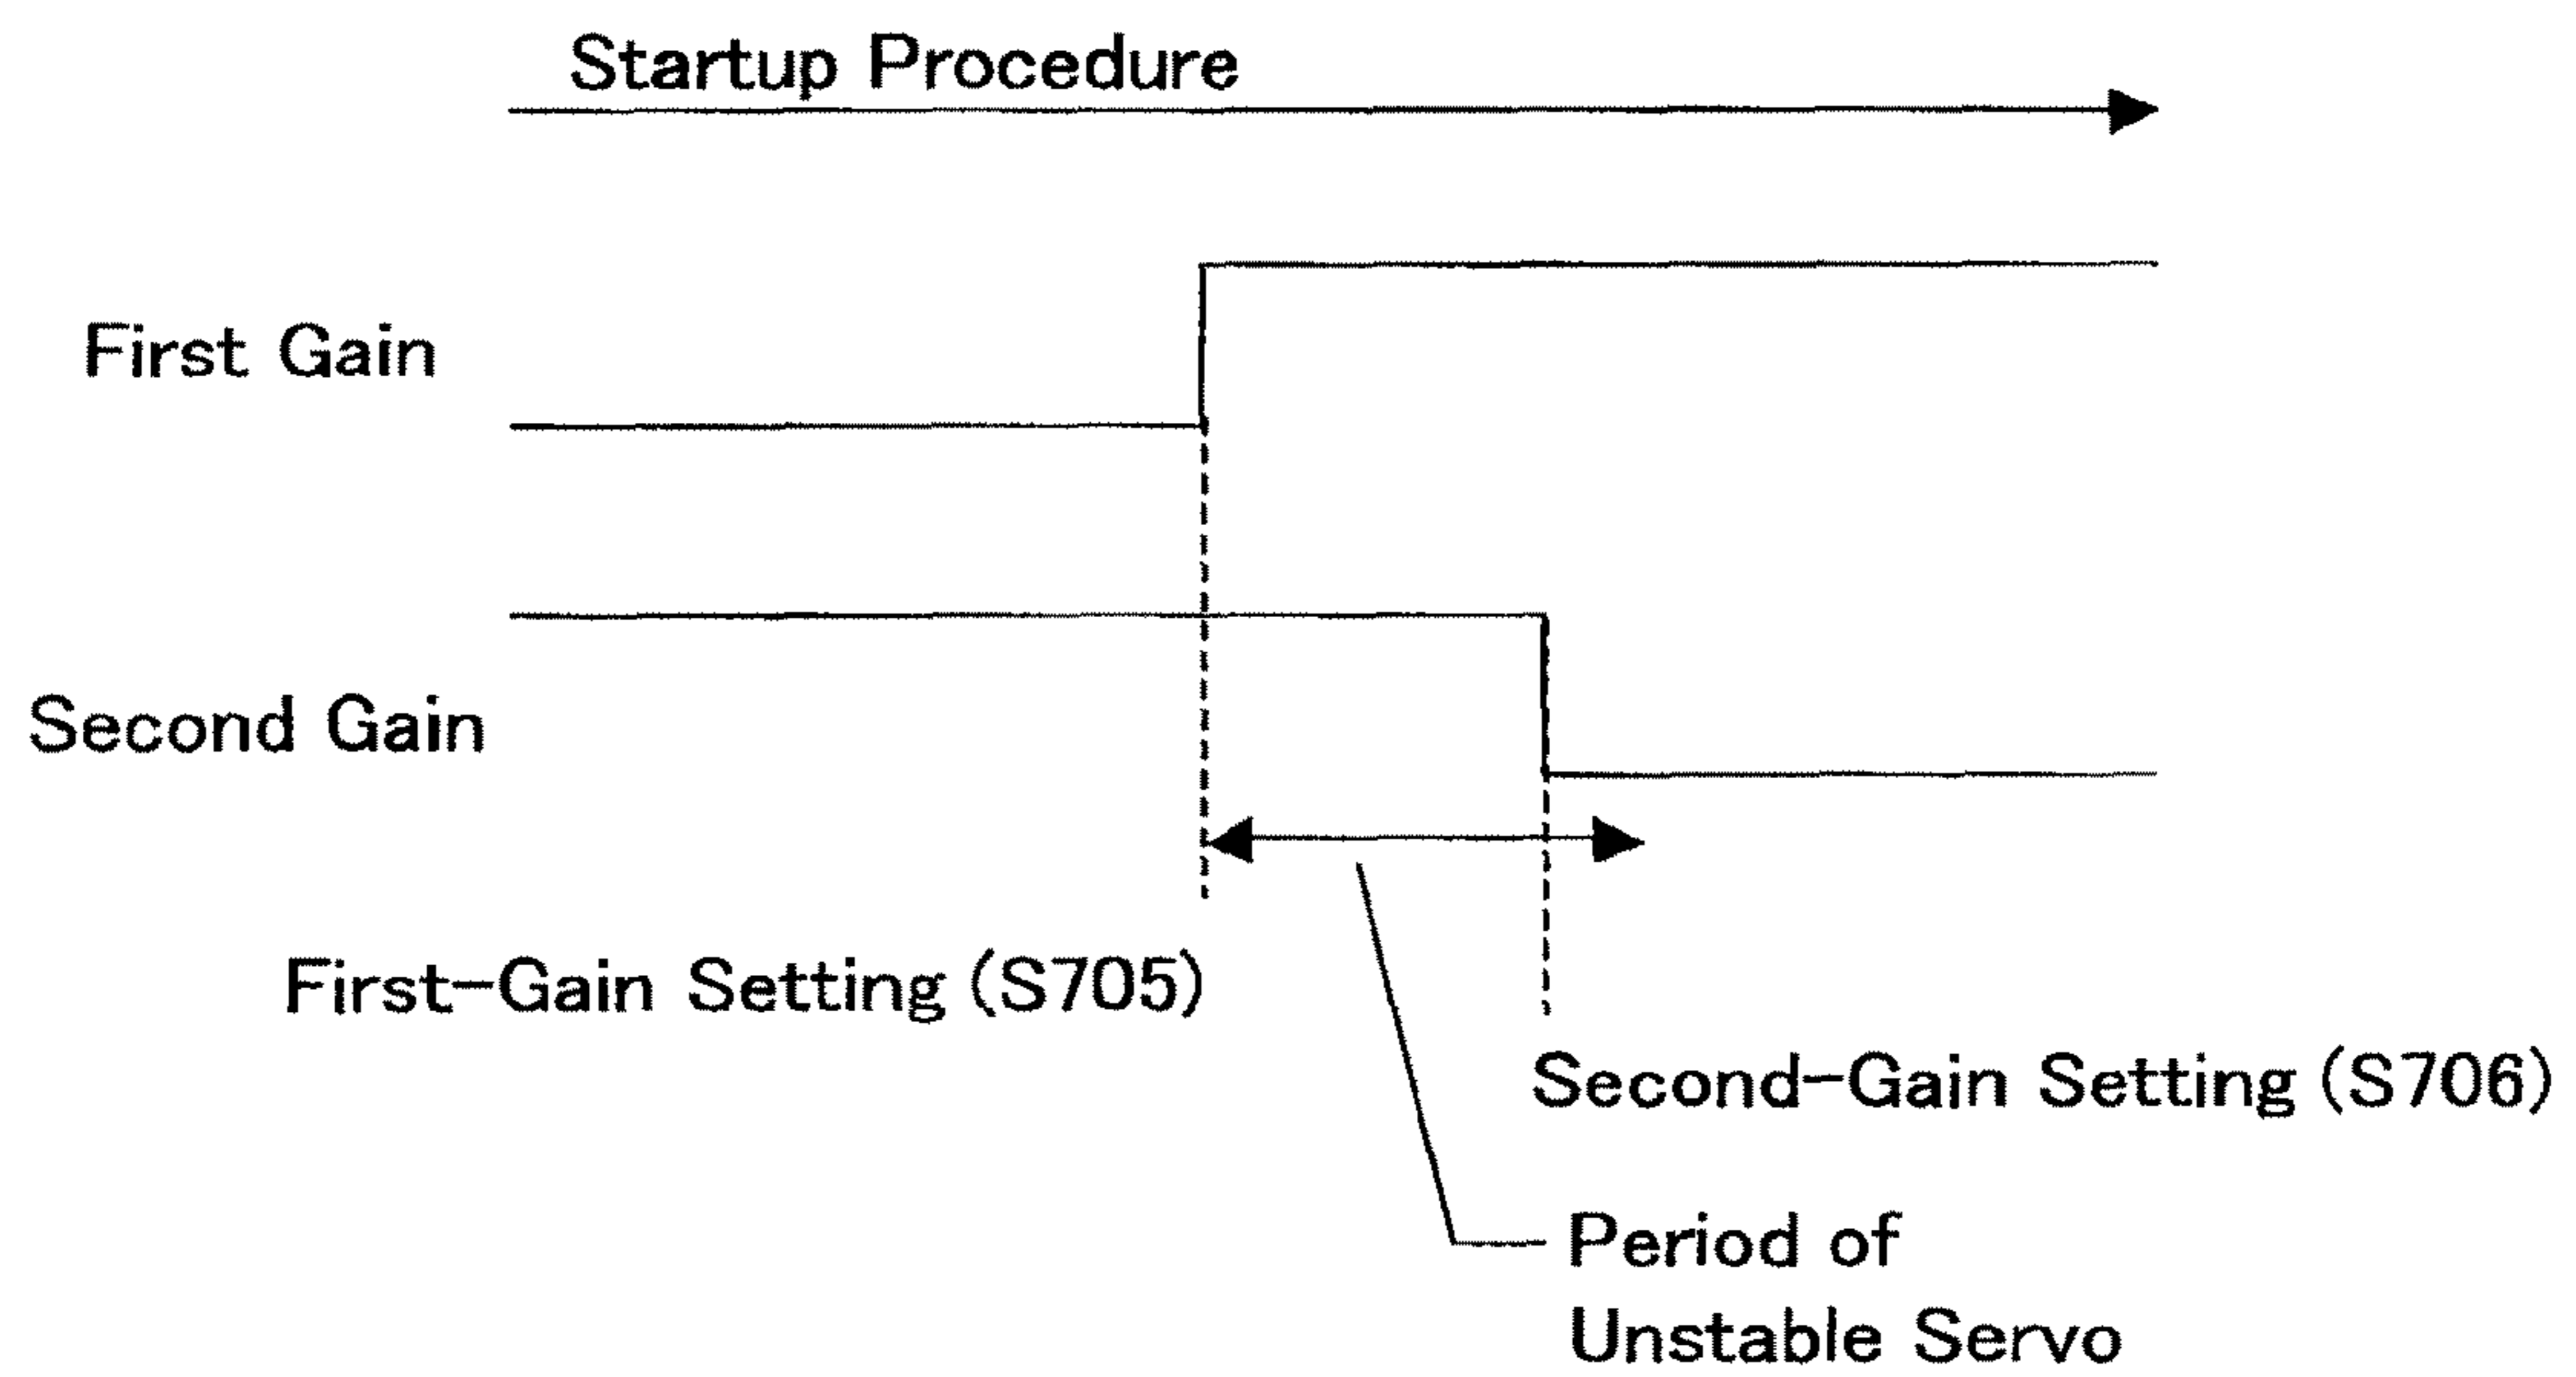 Startup Procedure
First Gain
Second Gain
First-Gain Setting (S705)
Second-Gain Setting (S706)
Period of
Unstable Servo